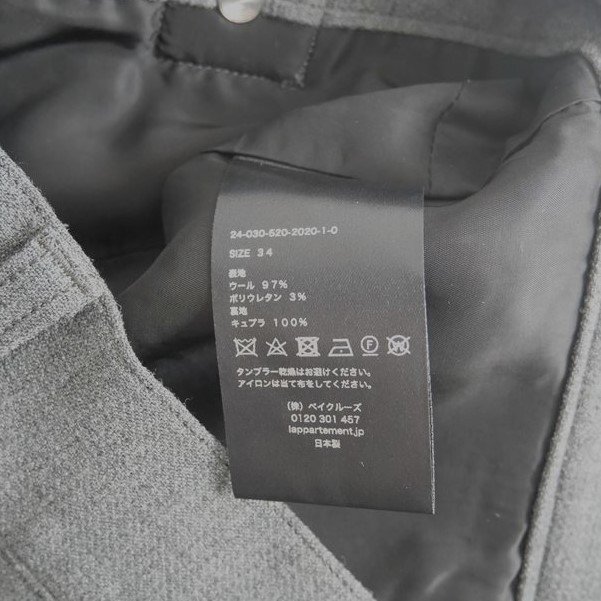 24-030-520-2020-1-0
SIZE 34
表地
ウール 97%
ポリウレタン 3%
裏地
キュプラ 100%
タンブラー乾燥はお避けください。
アイロンは当て布をしてください。
(株) ベイクルーズ
0120 301 457
lappartement.jp
日本製